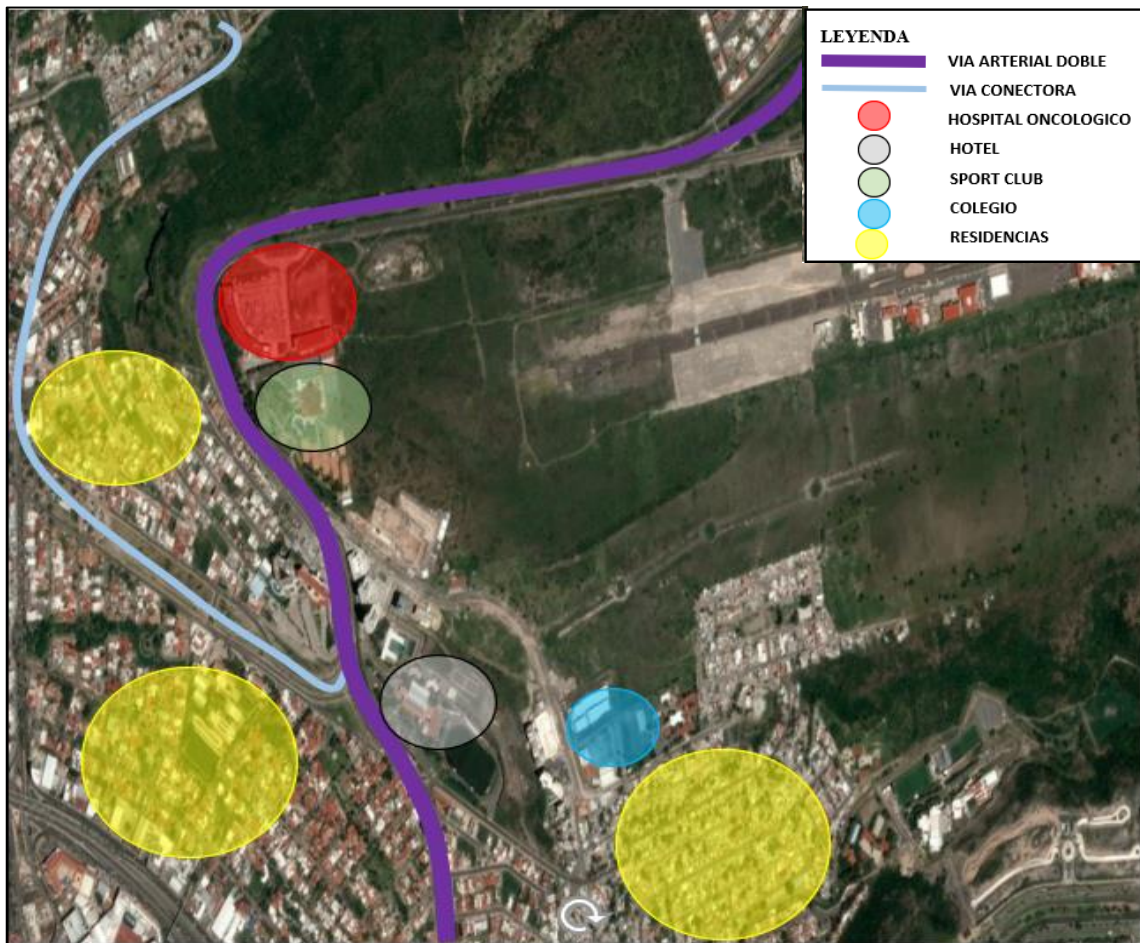 LEYENDA
VIA ARTERIAL DOBLE
VIA CONECTORA
HOSPITAL ONCOLOGICO
HOTEL
SPORT CLUB
COLEGIO
RESIDENCIAS